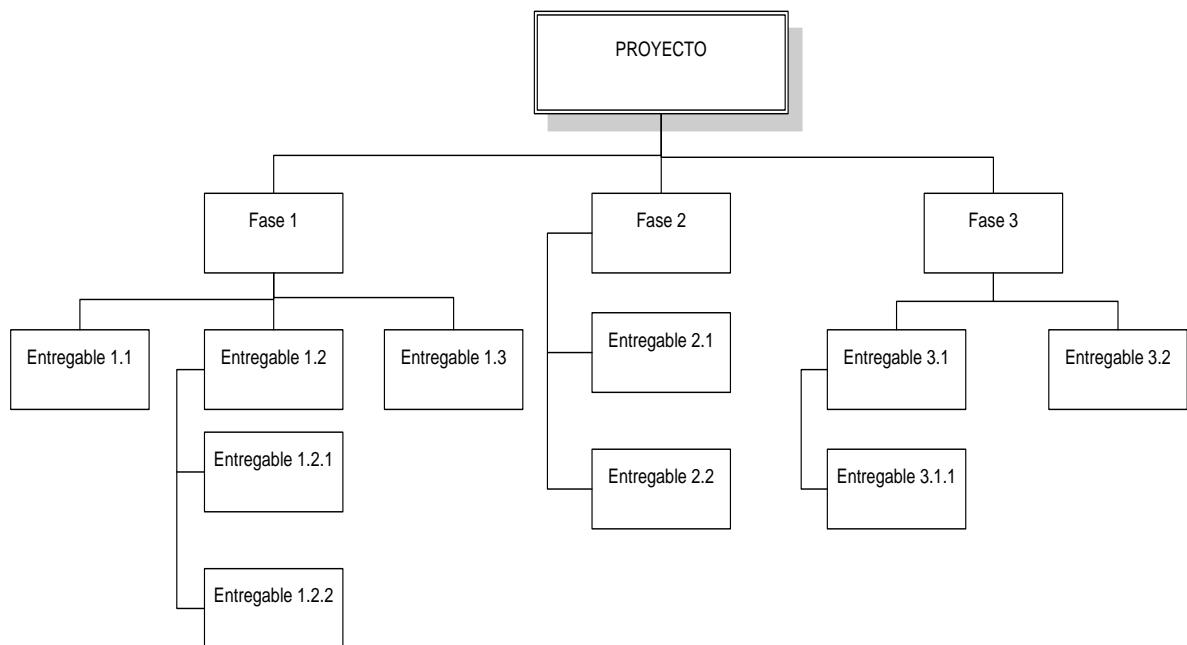 PROYECTO
Fase 1
Fase 2
Fase 3
Entregable 1.1
Entregable 1.2
Entregable 1.3
Entregable 2.1
Entregable 3.1
Entregable 3.2
Entregable 1.2.1
Entregable 2.2
Entregable 3.1.1
Entregable 1.2.2